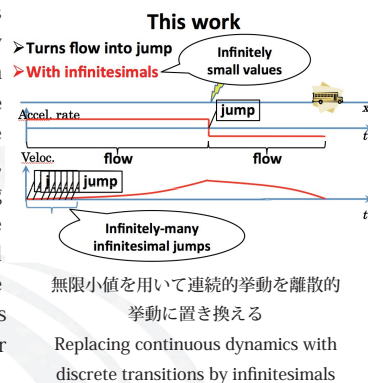 This work
➢Turns flow into jump
➢With infinitesimals
Infinitely
small values
Accel. rate
jump
x
t
flow
flow
Veloc.
j
jump
t
Infinitely-many
infinitesimal jumps
無限小値を用いて連続的挙動を離散的
挙動に置き換える
Replacing continuous dynamics with
discrete transitions by infinitesimals